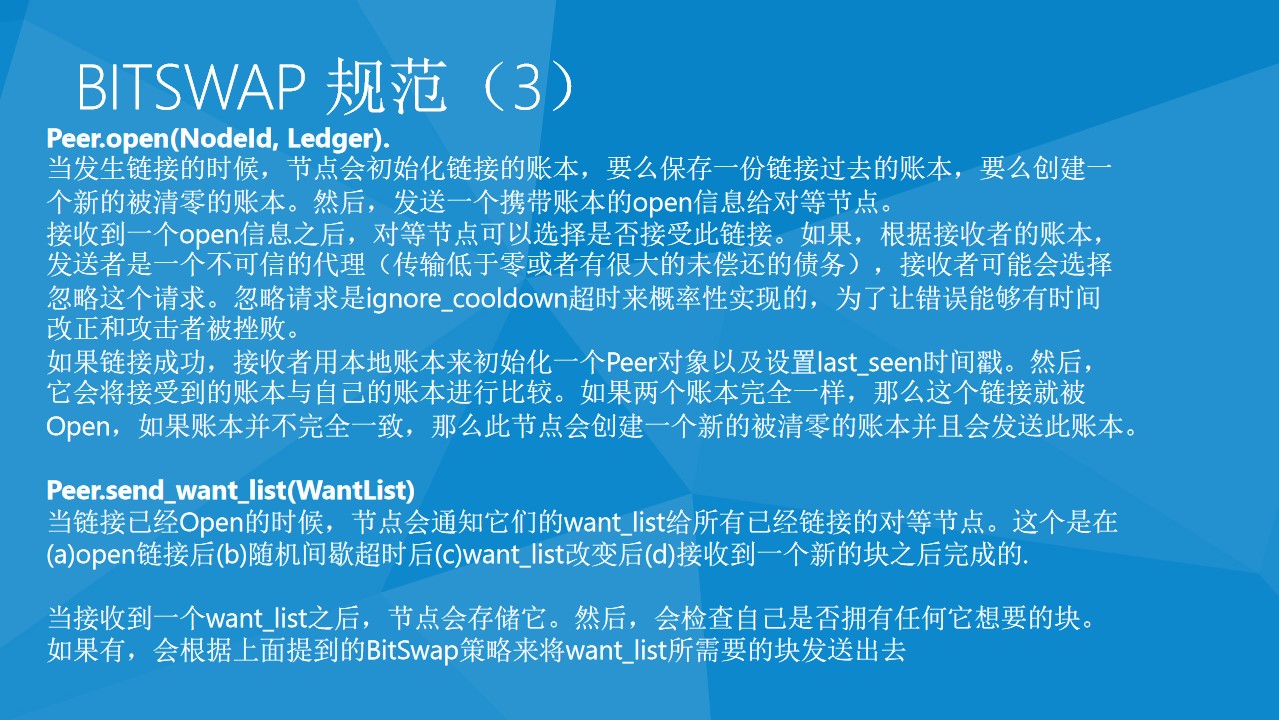 BITSWAP 规范（3）
Peer.open(NodeId, Ledger).
当发生链接的时候，节点会初始化链接的账本，要么保存一份链接过去的账本，要么创建一
个新的被清零的账本。然后，发送一个携带账本的open信息给对等节点。
接收到一个open信息之后，对等节点可以选择是否接受此链接。如果，根据接收者的账本，
发送者是一个不可信的代理（传输低于零或者有很大的未偿还的债务），接收者可能会选择
忽略这个请求。忽略请求是ignore_cooldown超时来概率性实现的，为了让错误能够有时间
改正和攻击者被挫败。
如果链接成功，接收者用本地账本来初始化一个Peer对象以及设置last_seen时间戳。然后，
它会将接受到的账本与自己的账本进行比较。如果两个账本完全一样，那么这个链接就被
Open，如果账本并不完全一致，那么此节点会创建一个新的被清零的账本并且会发送此账本。
Peer.send_want_list(WantList)
当链接已经Open的时候，节点会通知它们的want_list给所有已经链接的对等节点。这个是在
(a)open链接后(b)随机间歇超时后(c)want_list改变后(d)接收到一个新的块之后完成的.
当接收到一个want_list之后，节点会存储它。然后，会检查自己是否拥有任何它想要的块。
如果有，会根据上面提到的BitSwap策略来将want_list所需要的块发送出去